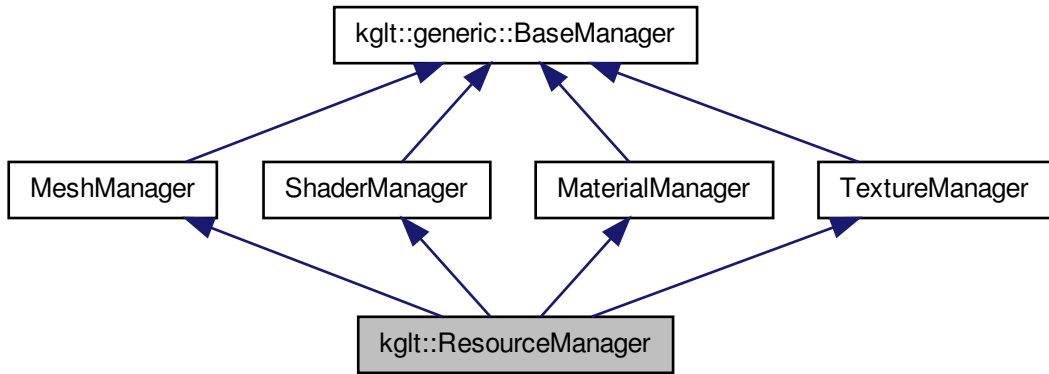 kglt::generic::BaseManager
MeshManager
ShaderManager
MaterialManager
TextureManager
kglt::ResourceManager